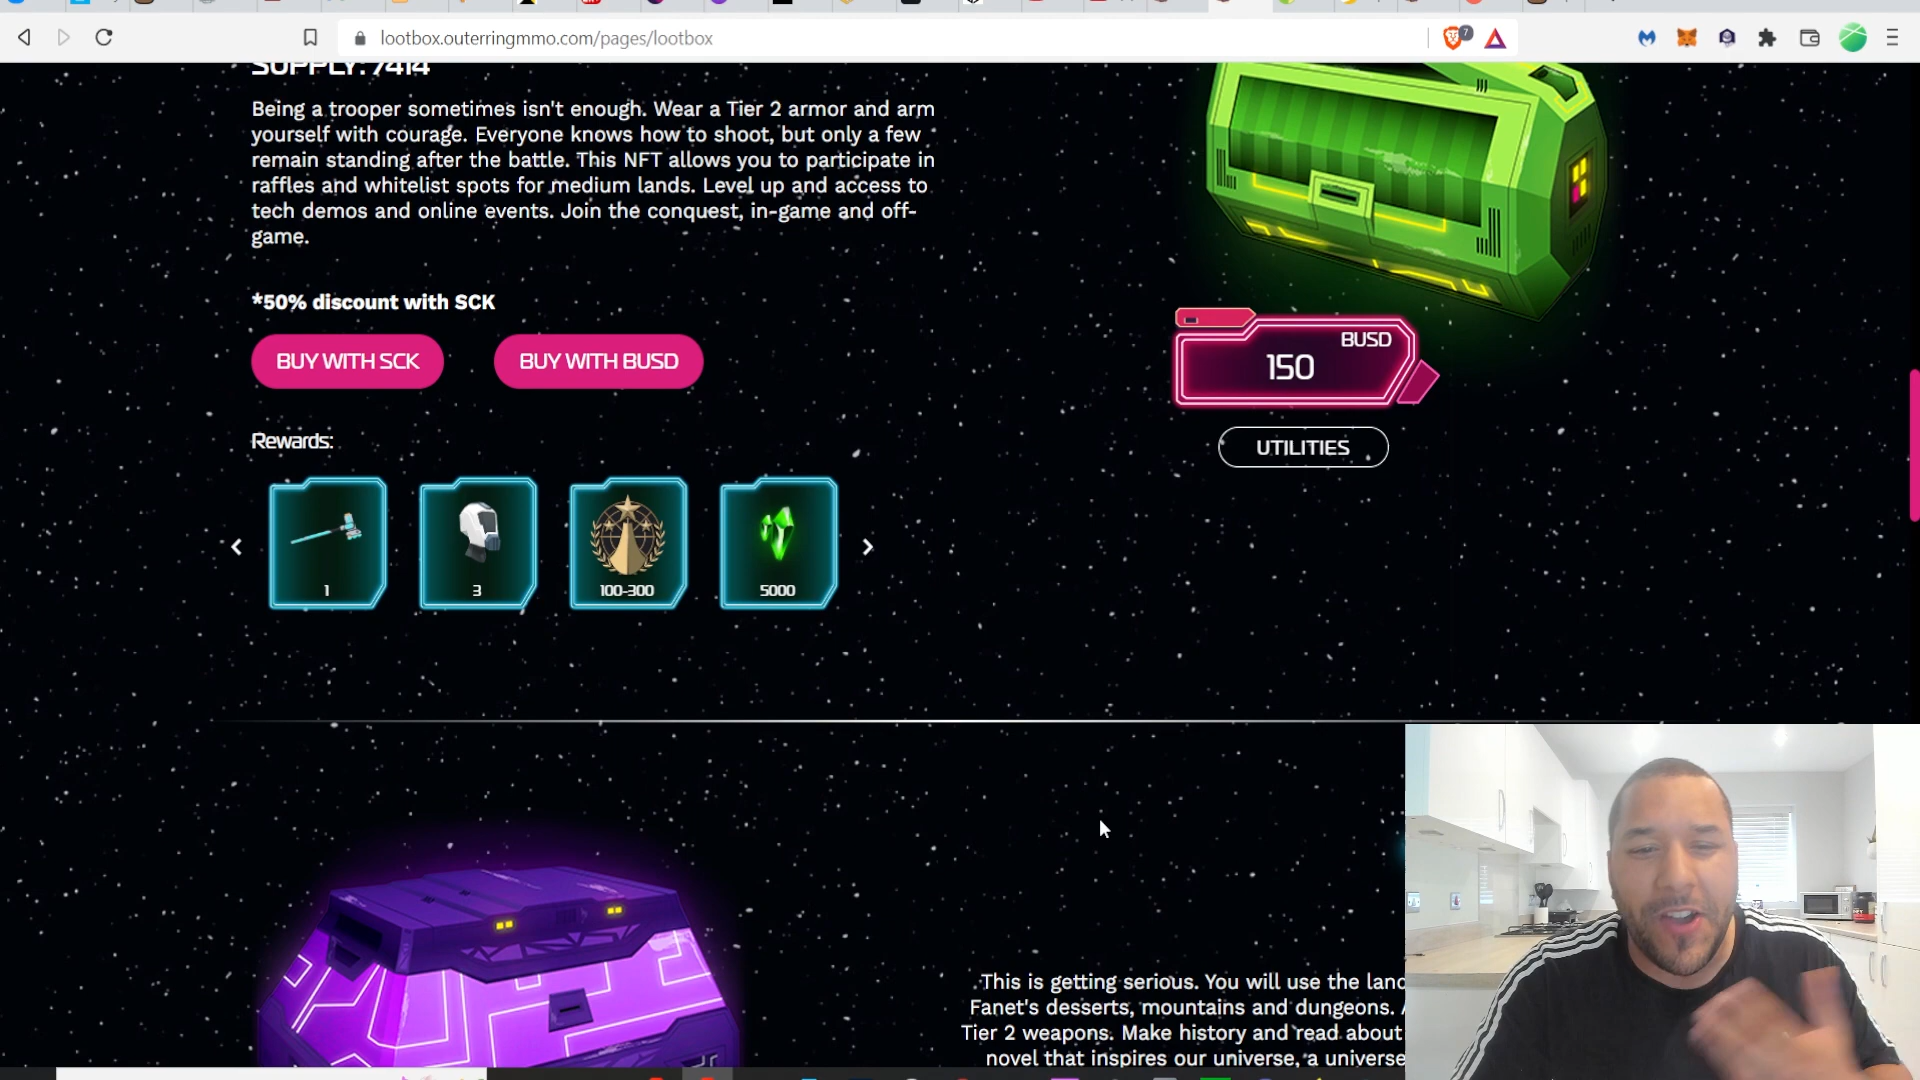 lootbox.outerringmmo.com/pages/lootbox
7
SUPPLY: 7414
Being a trooper sometimes isn't enough. Wear a Tier 2 armor and arm
yourself with courage. Everyone knows how to shoot, but only a few
remain standing after the battle. This NFT allows you to participate in
raffles and whitelist spots for medium lands. Level up and access to
tech demos and online events. Join the conquest, in-game and off-
game.
*50% discount with SCK
BUY WITH SCK
BUY WITH BUSD
BUSD
150
UTILITIES
Rewards:
1
3
100-300
5000
This is getting serious. You will use the land
Fanet's desserts, mountains and dungeons.
Tier 2 weapons. Make history and read about
novel that inspires our universe, a universe